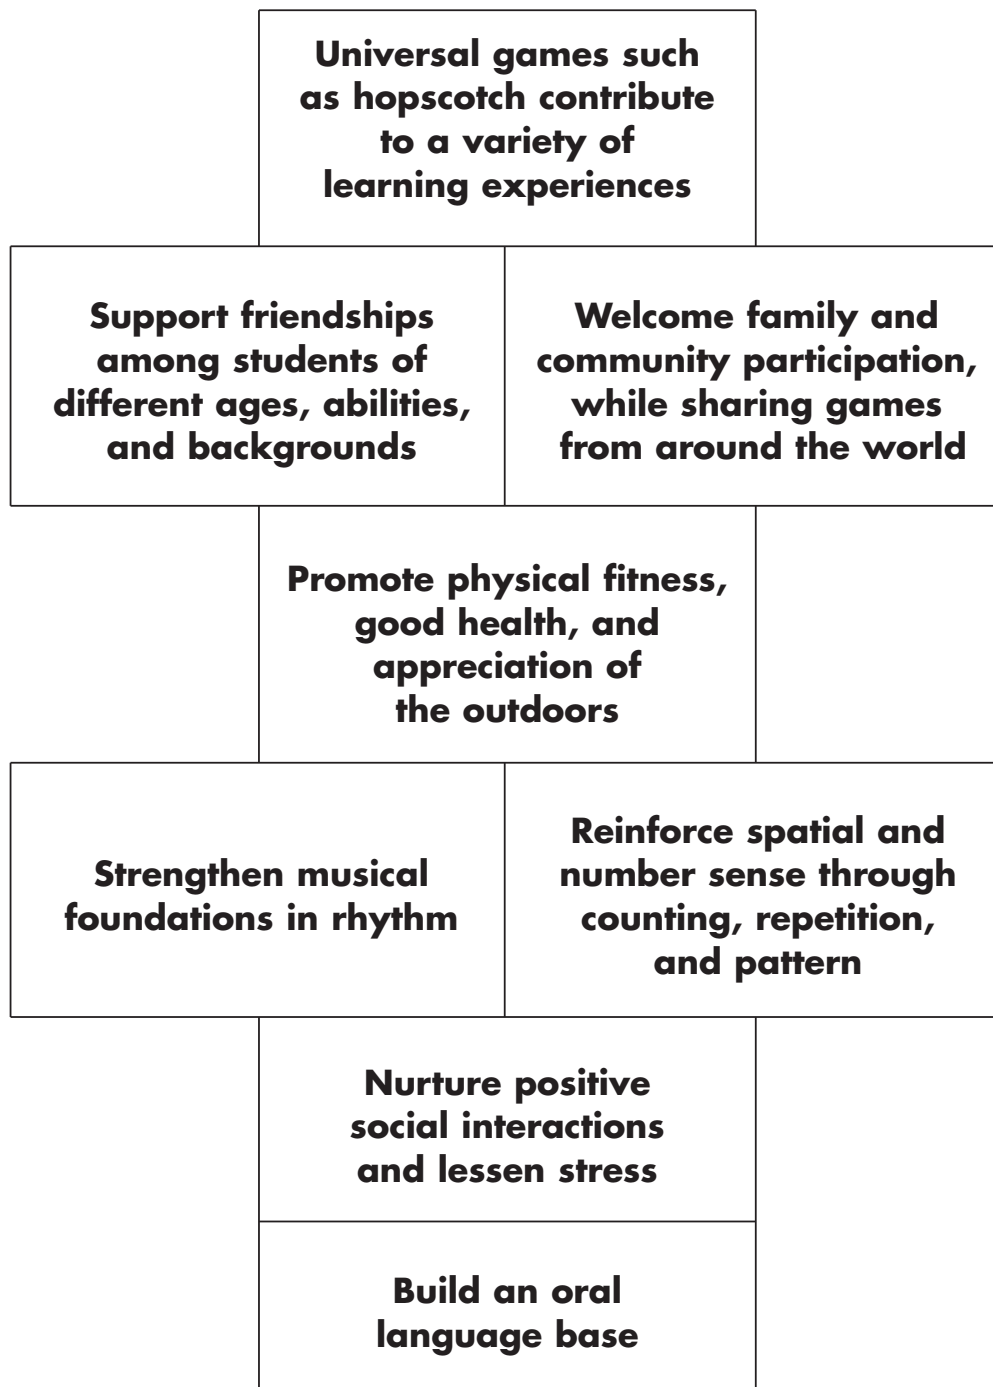 Universal games such
as hopscotch contribute
to a variety of
learning experiences
Support friendships
among students of
different ages, abilities,
and backgrounds
Welcome family and
community participation,
while sharing games
from around the world
Promote physical fitness,
good health, and
appreciation of
the outdoors
Strengthen musical
foundations in rhythm
Reinforce spatial and
number sense through
counting, repetition,
and pattern
Nurture positive
social interactions
and lessen stress
Build an oral
language base